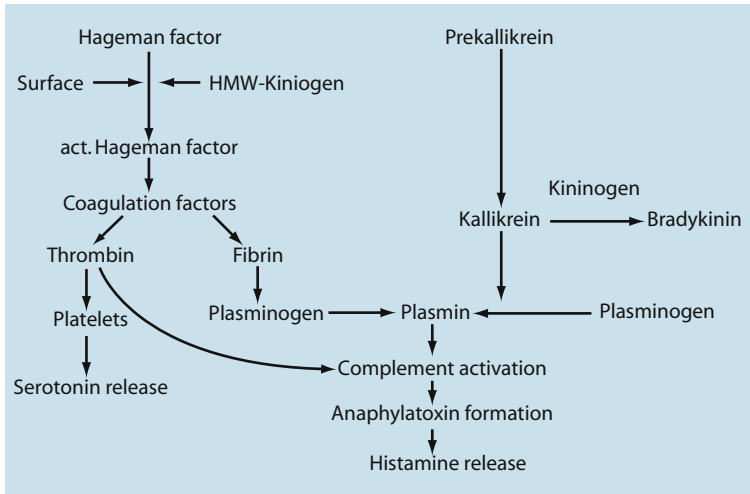 Hageman factor
Prekallikrein
Surface
HMW-Kiniogen
act. Hageman factor
Coagulation factors
Kininogen
Kallikrein
Bradykinin
Thrombin
Fibrin
Platelets
Plasminogen
Plasmin
Plasminogen
Serotonin release
Complement activation
Anaphylatoxin formation
Histamine release